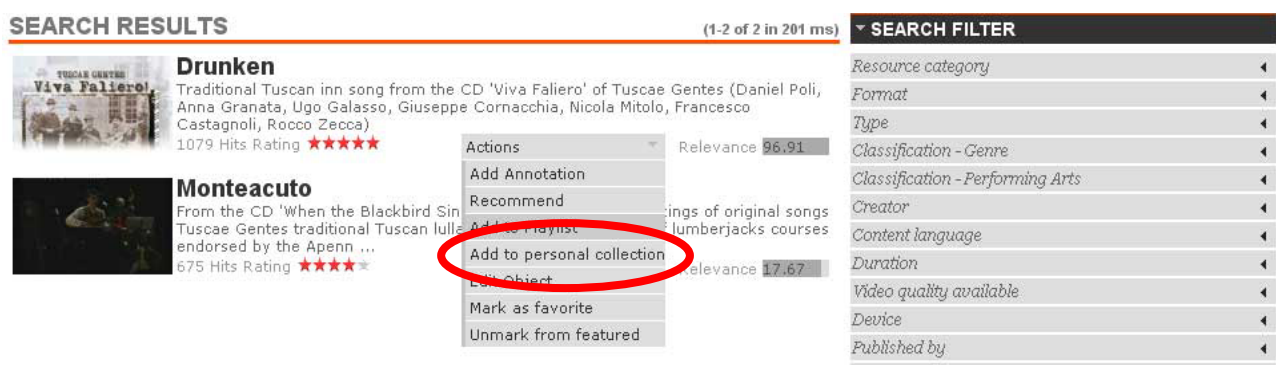 SEARCH RESULTS
(1-2 of 2 in 201 ms)
TUSCAE GENTES
Viva Faliero!
Drunken
Traditional Tuscan inn song from the CD 'Viva Faliero' of Tuscae Gentes (Daniel Poli,
Anna Granata, Ugo Galasso, Giuseppe Cornacchia, Nicola Mitolo, Francesco
Castagnoli, Rocco Zecca)
1079 Hits Rating
Relevance 96.91
Monteacuto
From the CD 'When the Blackbird Sin ings of original songs
Tuscae Gentes traditional Tuscan lulla lumberjacks courses
endorsed by the Apenn ...
675 Hits Rating
Relevance 17.67
Actions
Add Annotation
Recommend
Add to Playlist
Add to personal collection
Edit Object
Mark as favorite
Unmark from featured
SEARCH FILTER
Resource category
Format
Type
Classification - Genre
Classification - Performing Arts
Creator
Content language
Duration
Video quality available
Device
Published by